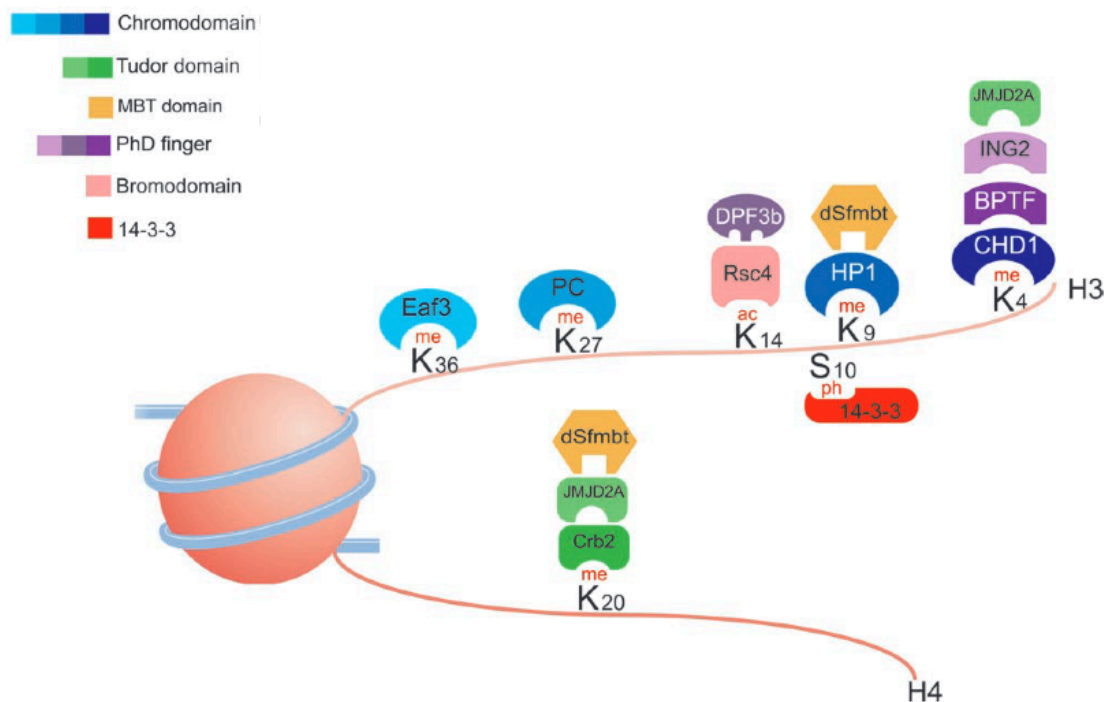 Chromodomain
Tudor domain
MBT domain
PhD finger
Bromodomain
14-3-3
JMJD2A
ING2
BPTF
CHD1
me
K4
H3
DPF3b
Rsc4
ac
K14
dSfmbt
HP1
me
K9
S10
ph
14-3-3
PC
me
K27
Eaf3
me
K36
dSfmbt
JMJD2A
Crb2
me
K20
H4